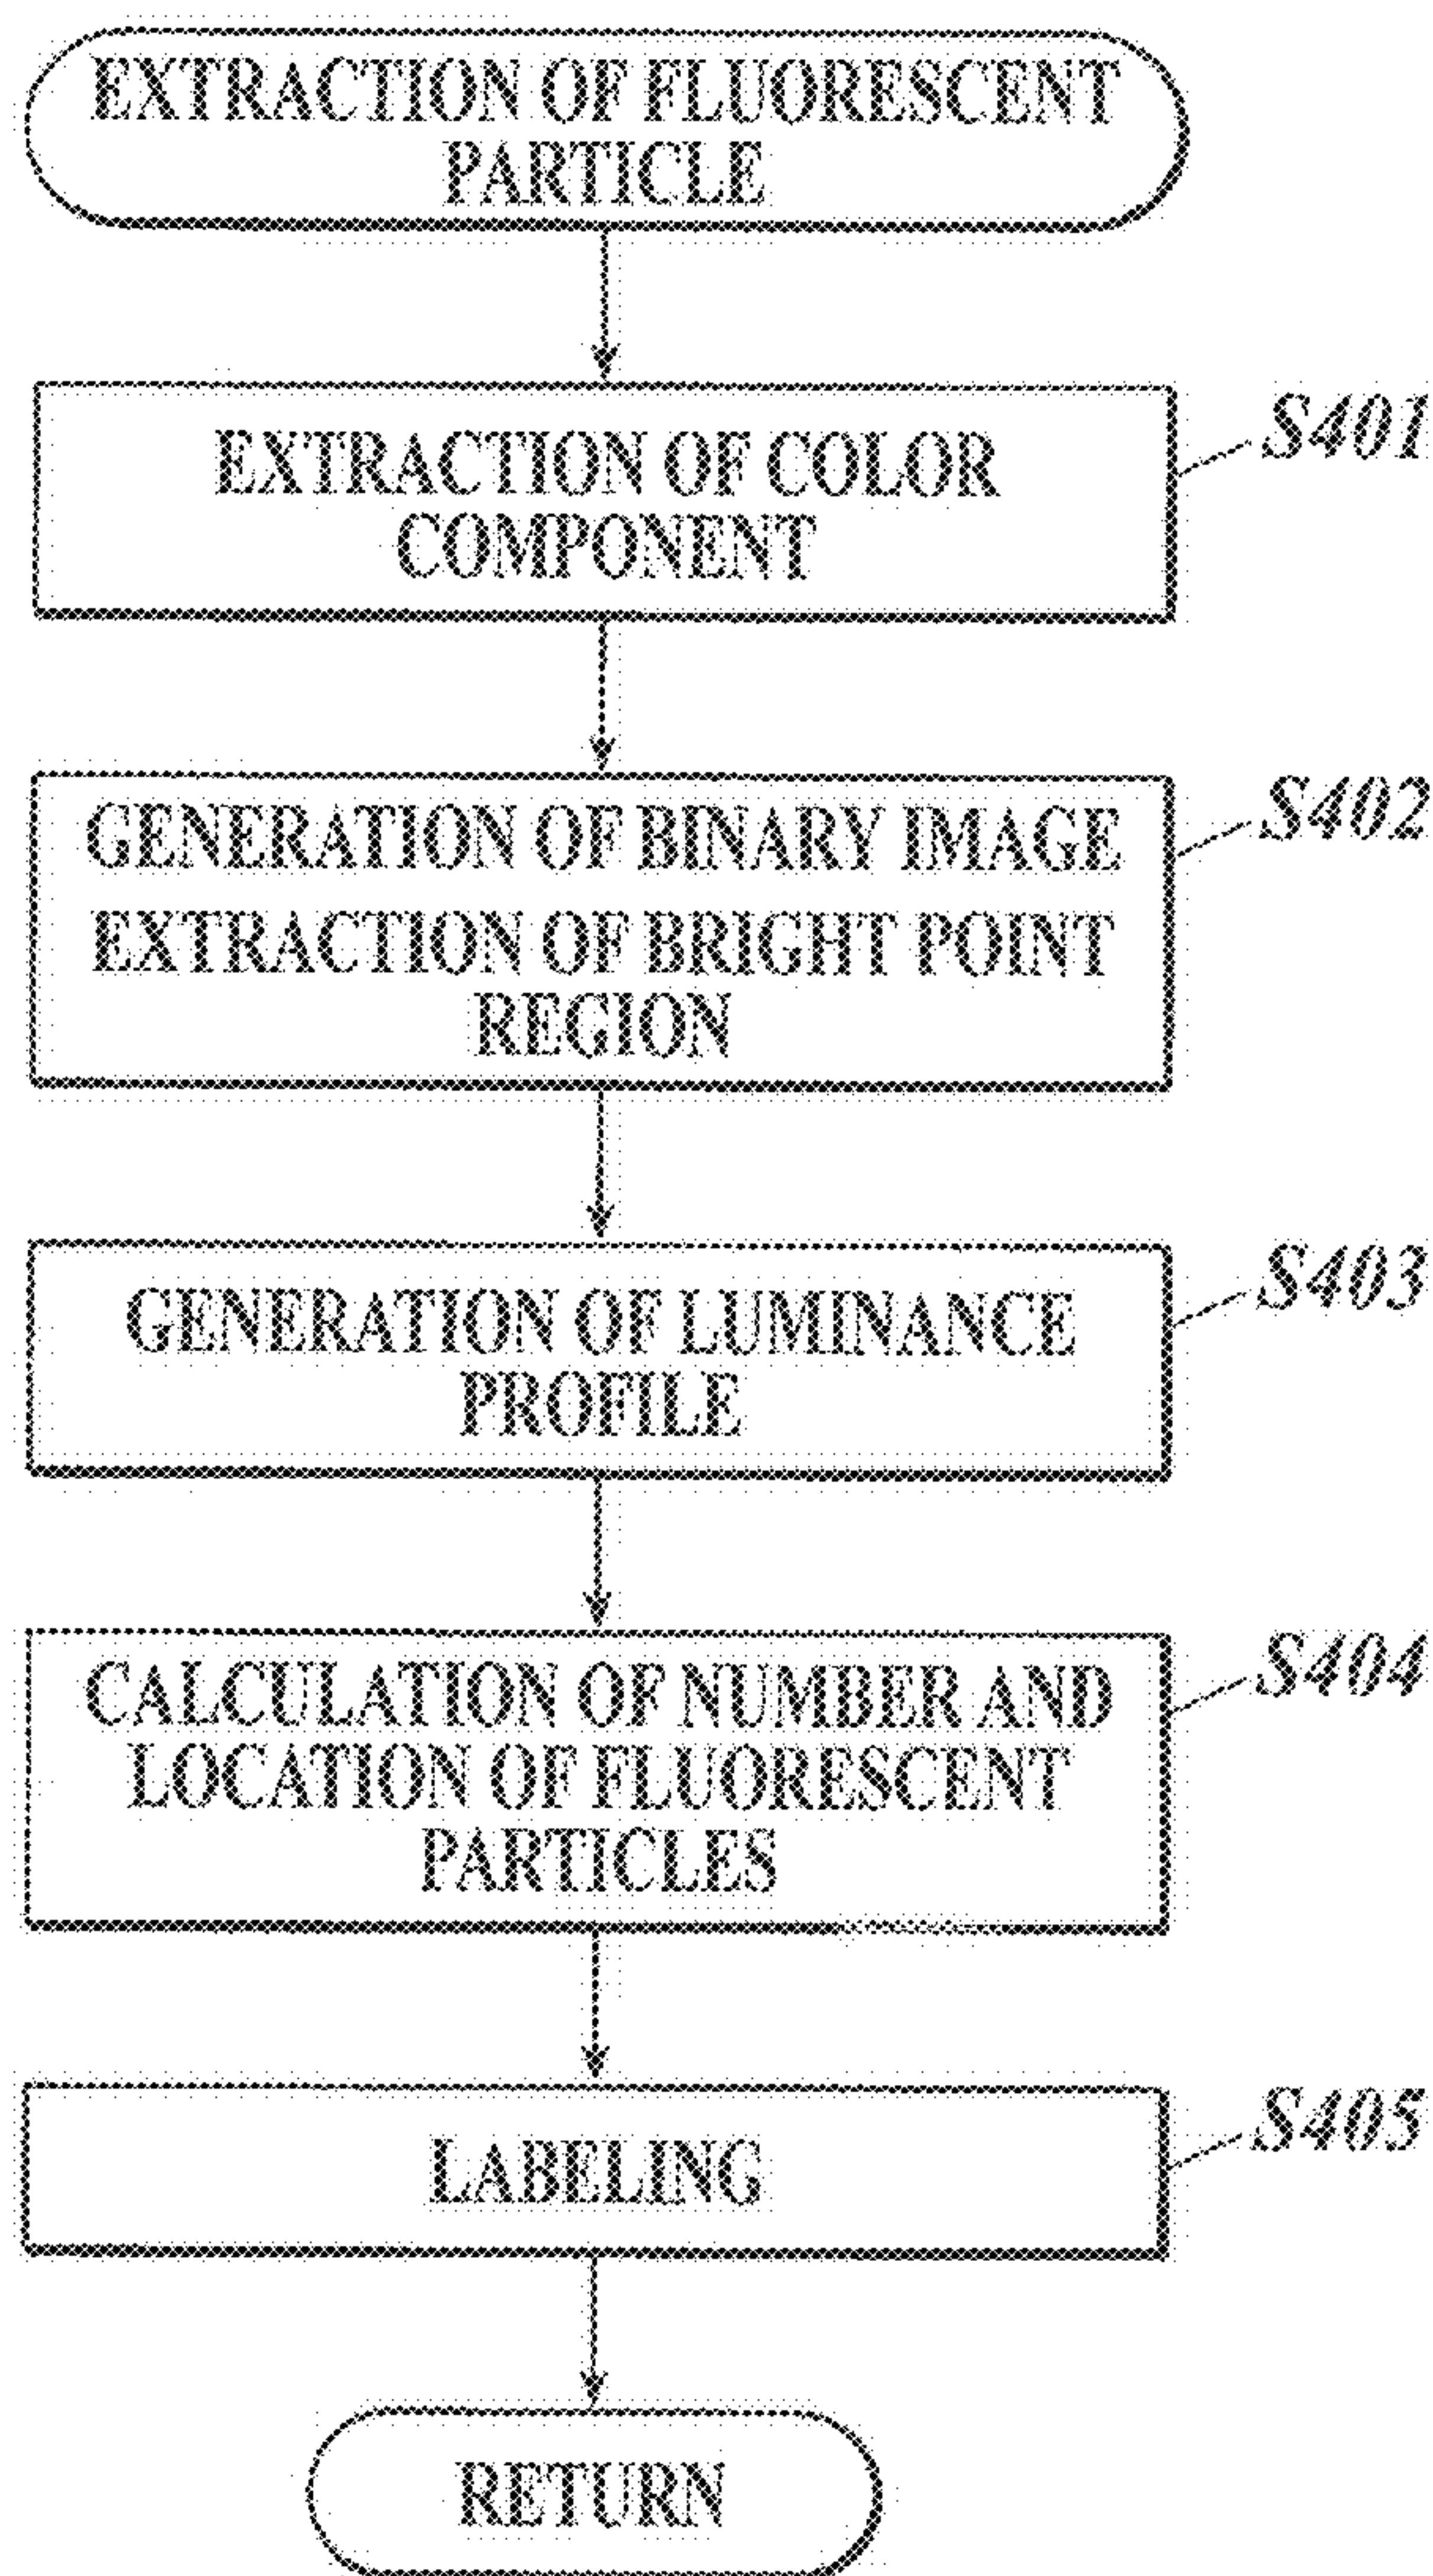 EXTRACTION OF FLUORESCENT
PARTICLE
EXTRACTION OF COLOR
COMPONENT
S401
GENERATION OF BINARY IMAGE
EXTRACTION OF BRIGHT POINT
REGION
S402
GENERATION OF LUMINANCE
PROFILE
S403
CALCULATION OF NUMBER AND
LOCATION OF FLUORESCENT
PARTICLES
S404
LABELING
S405
RETURN